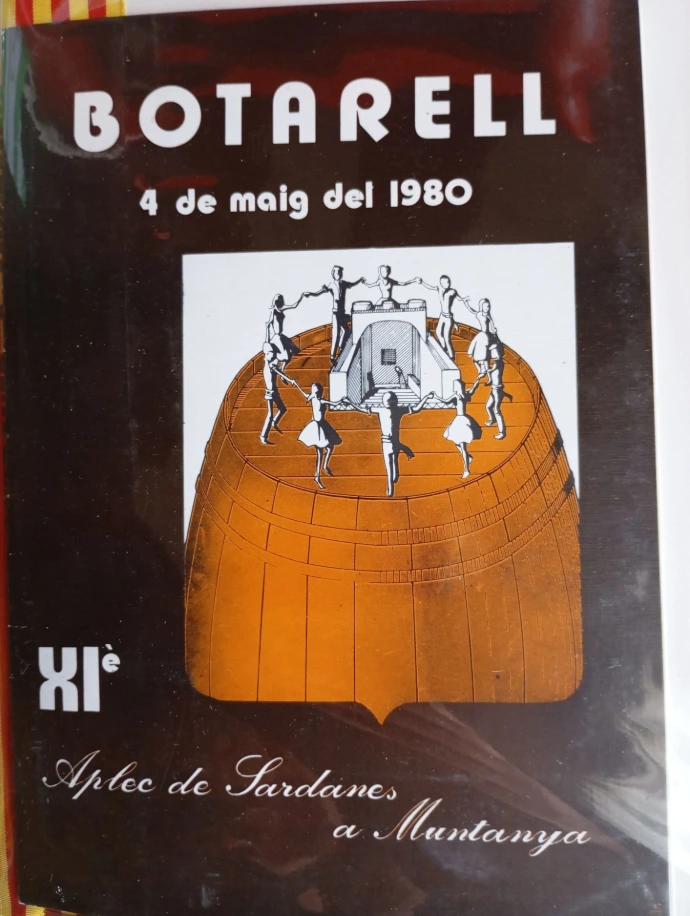 BOTARELL
4 de maig del 1980
XIè
Aplec de Sardanes
a Muntanya